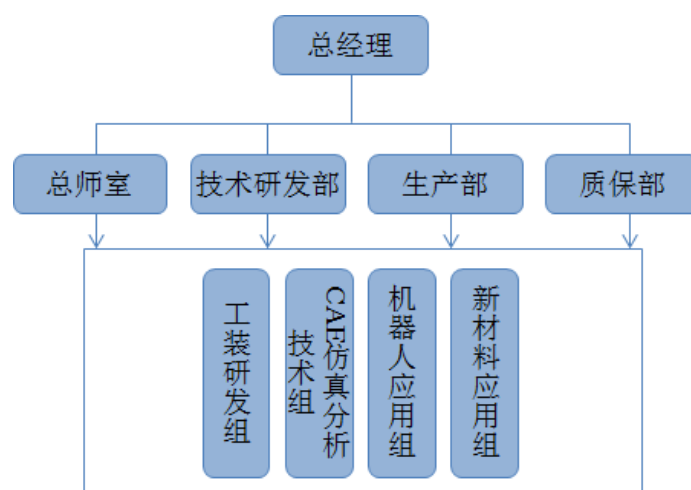 总经理
总师室
技术研发部
生产部
质保部
工装研发组
CAE仿真分析
技术组
机器人应用组
新材料应用组